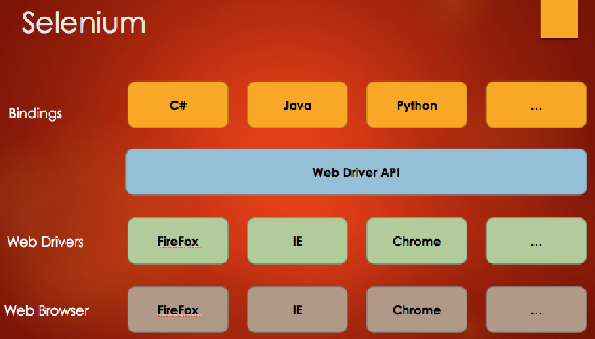 Selenium
Bindings C# Java Python ...
Web Driver API
Web Drivers FireFox IE Chrome ...
Web Browser FireFox IE Chrome ...